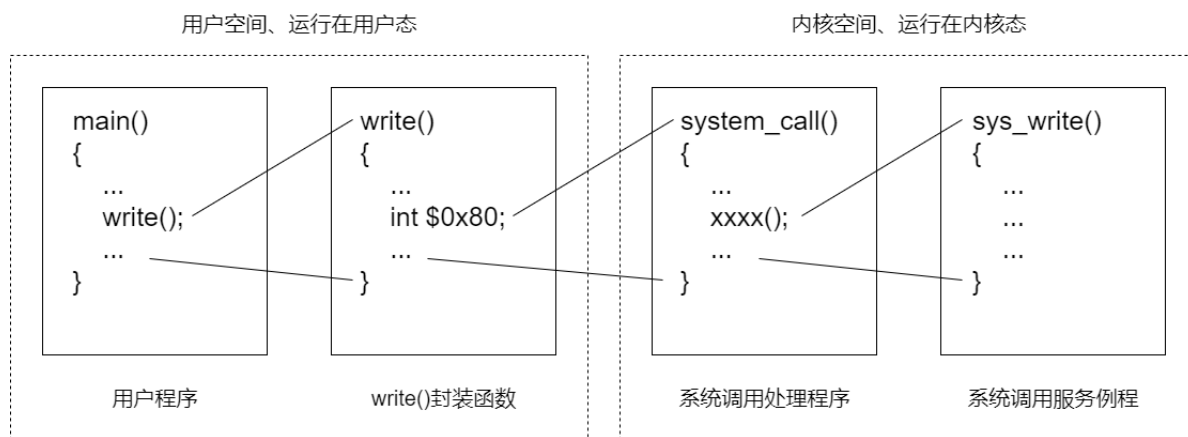 用户空间、运行在用户态
内核空间、运行在内核态
main()
{
...
write();
...
}
write()
{
...
int $0x80;
...
}
system_call()
{
...
xxxx();
...
}
sys_write()
{
...
...
...
}
用户程序
write()封装函数
系统调用处理程序
系统调用服务例程